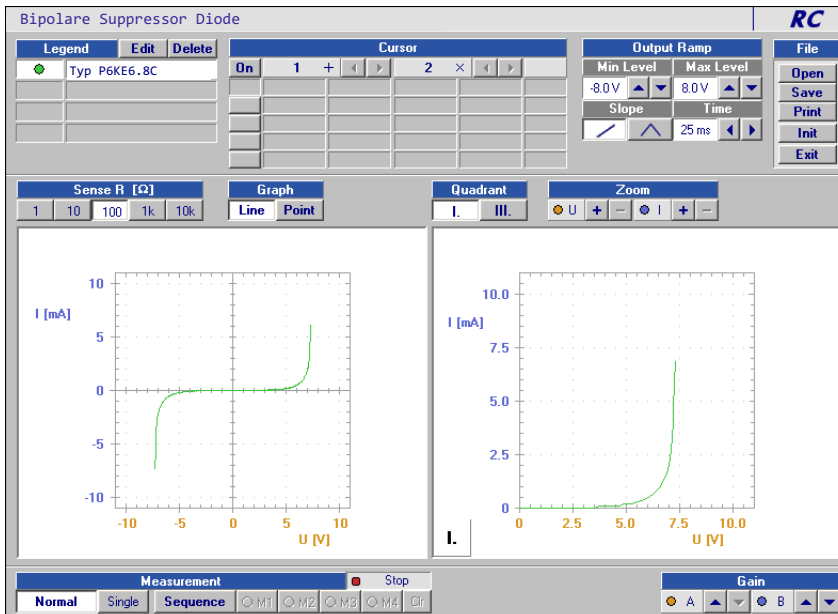 Bipolare Suppressor Diode
RC
Legend Edit Delete
Typ P6KE6.8C
Cursor
On 1 + 2 ×
Output Ramp
Min Level Max Level
-8.0 V 8.0 V
Slope Time
25 ms
File
Open
Save
Print
Init
Exit
Sense R [Ω]
1 10 100 1k 10k
Graph
Line Point
Quadrant
I. III.
Zoom
U + − I + −
10
I [mA]
5
0
-5
-10
-10 -5 0 5 10
U [V]
10.0
I [mA]
7.5
5.0
2.5
0
0 2.5 5.0 7.5 10.0
U [V]
I.
Measurement
Stop
Normal Single Sequence M1 M2 M3 M4 Clr
Gain
A B